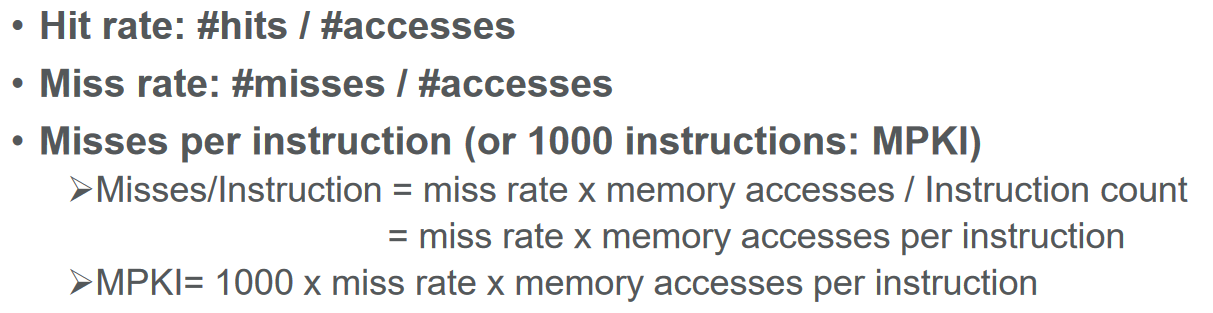 • Hit rate: #hits / #accesses
• Miss rate: #misses / #accesses
• Misses per instruction (or 1000 instructions: MPKI)
➢Misses/Instruction = miss rate x memory accesses / Instruction count
= miss rate x memory accesses per instruction
➢MPKI= 1000 x miss rate x memory accesses per instruction